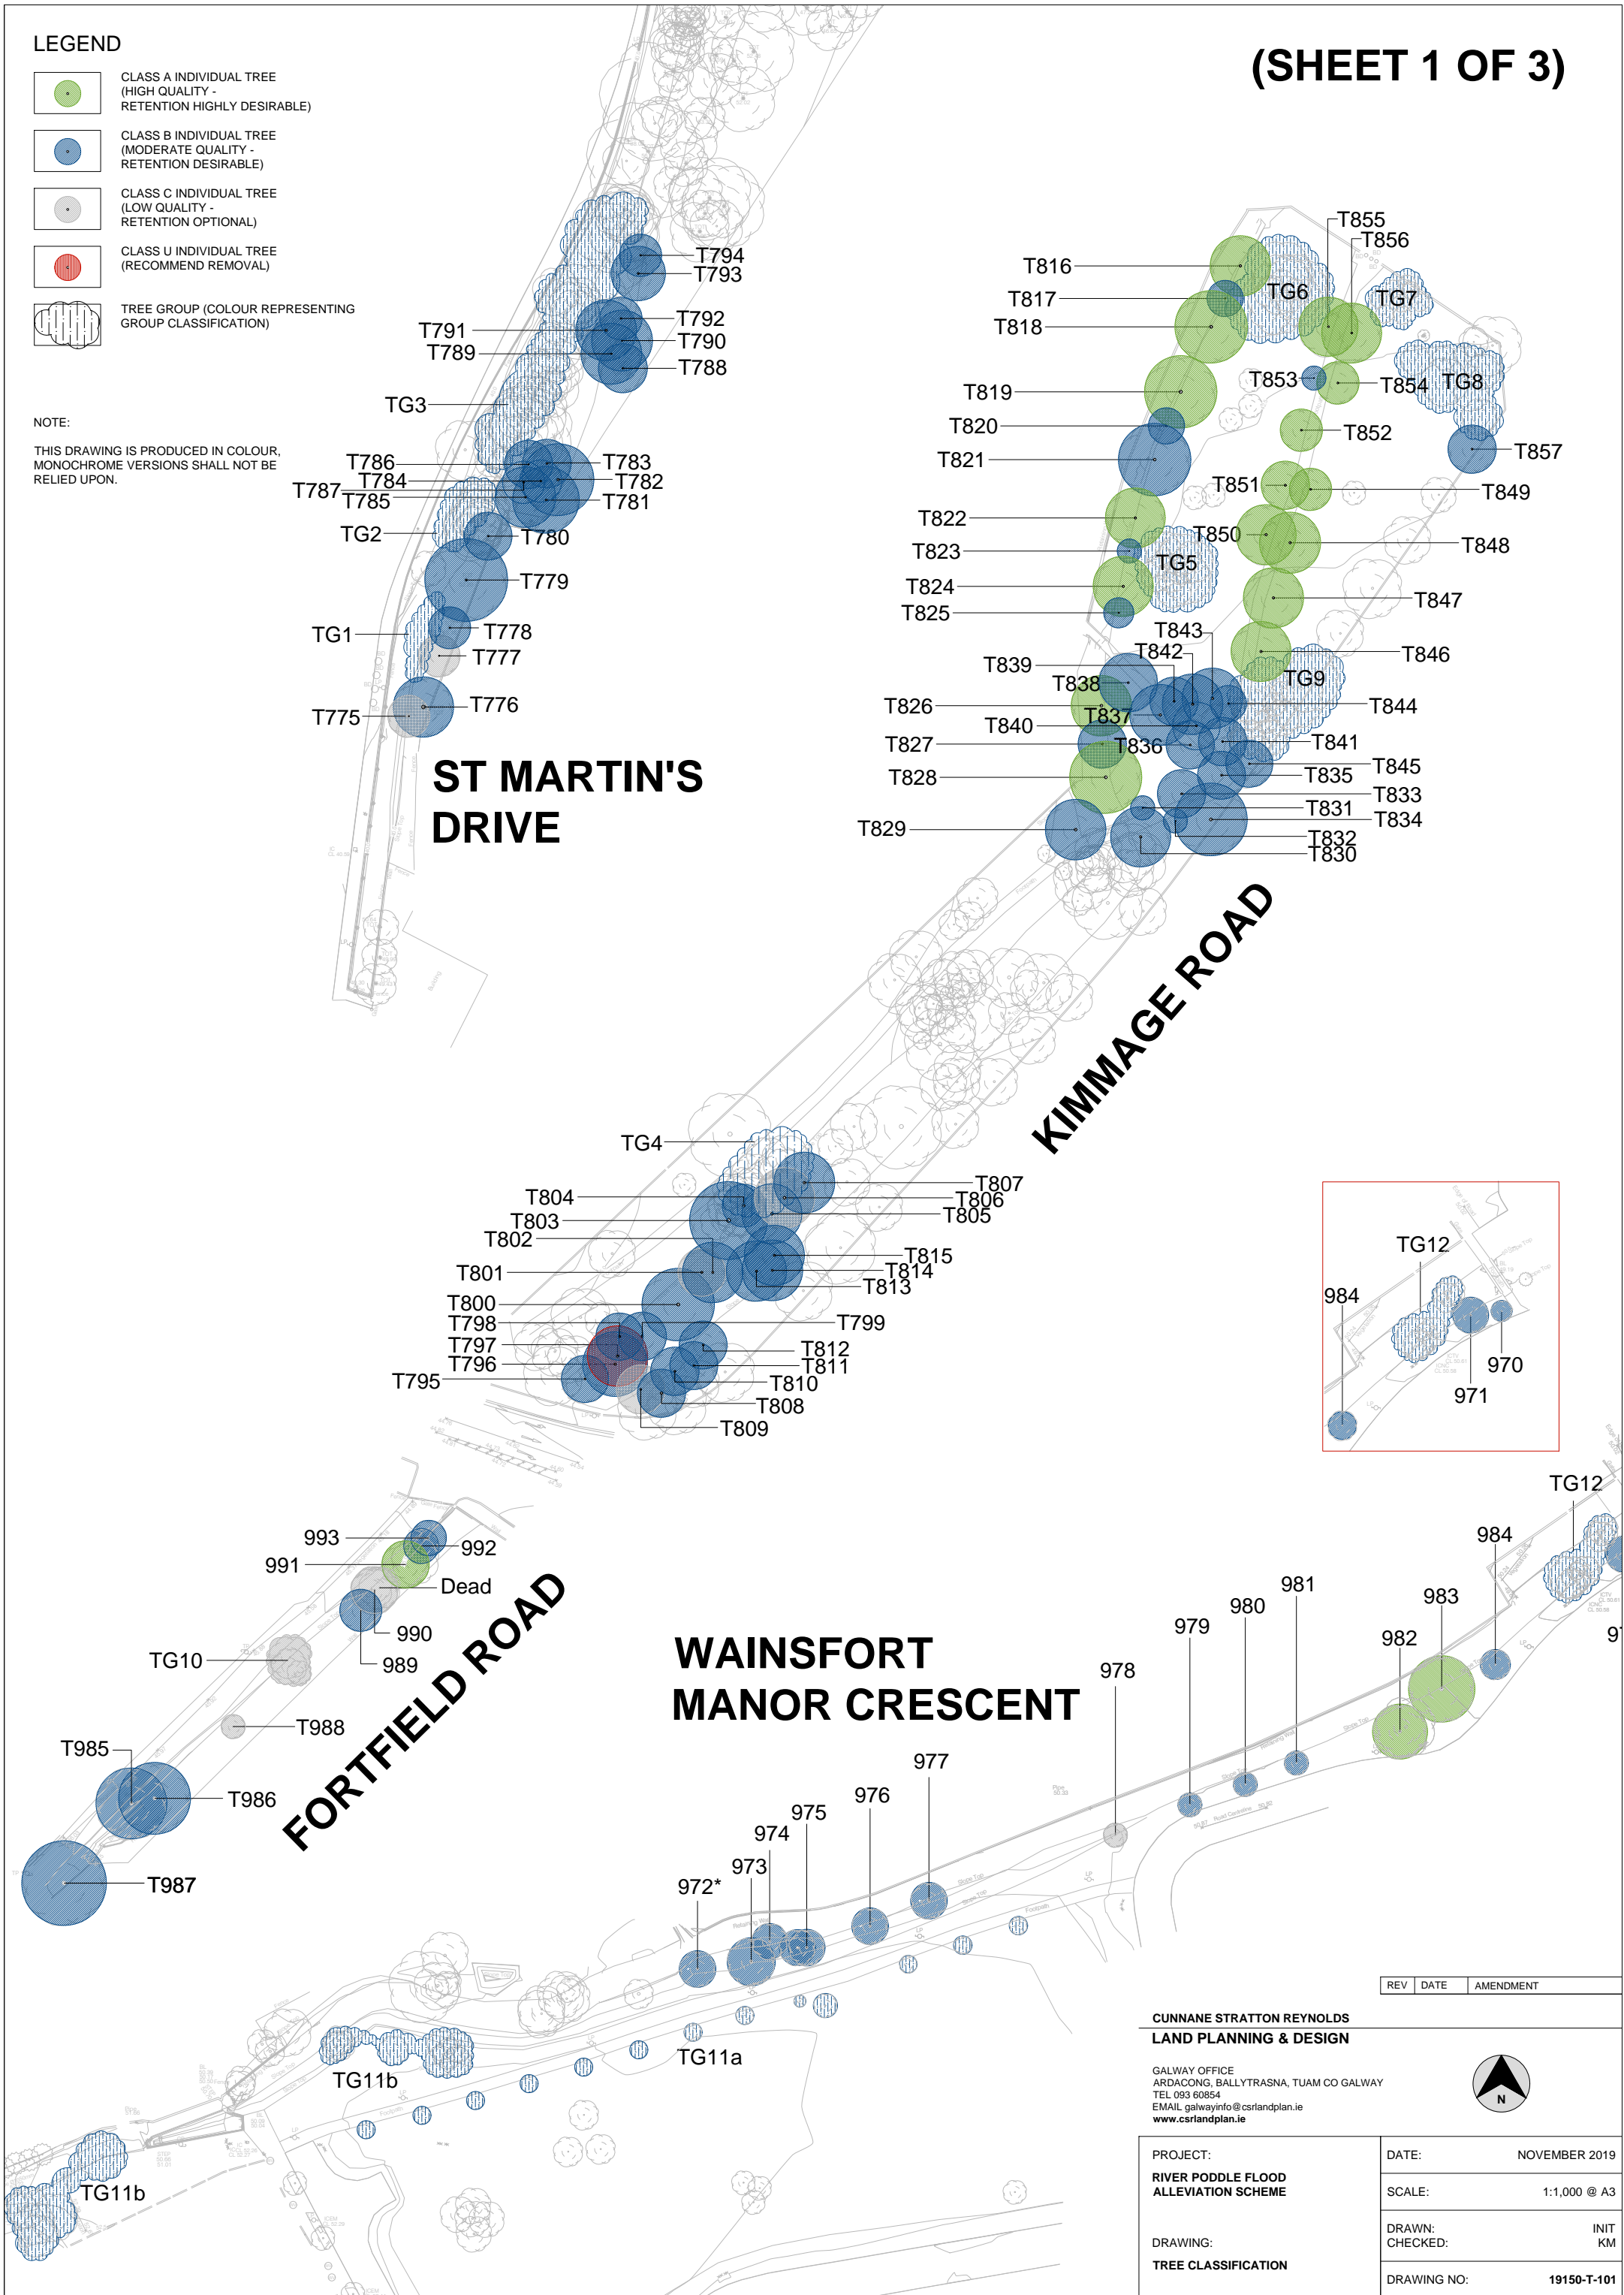 LEGEND
CLASS A INDIVIDUAL TREE
(HIGH QUALITY -
RETENTION HIGHLY DESIRABLE)
CLASS B INDIVIDUAL TREE
(MODERATE QUALITY -
RETENTION DESIRABLE)
CLASS C INDIVIDUAL TREE
(LOW QUALITY -
RETENTION OPTIONAL)
CLASS U INDIVIDUAL TREE
(RECOMMEND REMOVAL)
TREE GROUP (COLOUR REPRESENTING
GROUP CLASSIFICATION)
NOTE:
THIS DRAWING IS PRODUCED IN COLOUR,
MONOCHROME VERSIONS SHALL NOT BE
RELIED UPON.
(SHEET 1 OF 3)
T794
T793
T792
T791
T790
T789
T788
TG3
T786
T783
T784
T782
T787
T785
T781
TG2
T780
T779
TG1
T778
T777
T776
T775
ST MARTIN'S
DRIVE
T855
T856
T816
TG6
T817
TG7
T818
T853
T854
TG8
T819
T820
T852
T821
T857
T851
T849
T822
T850
T848
T823
TG5
T824
T847
T825
T843
T842
T846
T839
T838
TG9
T826
T837
T844
T840
T827
T836
T841
T845
T828
T835
T833
T831
T834
T829
T832
T830
KIMMAGE ROAD
TG4
T807
T804
T806
T805
T803
T802
T815
T801
T814
T813
T800
T798
T799
T797
T812
T796
T811
T795
T810
T808
T809
TG12
984
970
971
993
992
991
Dead
990
989
TG10
T988
T985
T986
T987
FORTFIELD ROAD
WAINSFORT
MANOR CRESCENT
TG12
984
983
982
981
980
979
978
977
976
975
974
973
972*
TG11a
TG11b
TG11b
REV DATE AMENDMENT
CUNNANE STRATTON REYNOLDS
LAND PLANNING & DESIGN
GALWAY OFFICE
ARDACONG, BALLYTRASNA, TUAM CO GALWAY
TEL 093 60854
EMAIL galwayinfo@csrlandplan.ie
www.csrlandplan.ie
N
PROJECT:
RIVER PODDLE FLOOD
ALLEVIATION SCHEME
DRAWING:
TREE CLASSIFICATION
DATE: NOVEMBER 2019
SCALE: 1:1,000 @ A3
DRAWN: INIT
CHECKED: KM
DRAWING NO: 19150-T-101